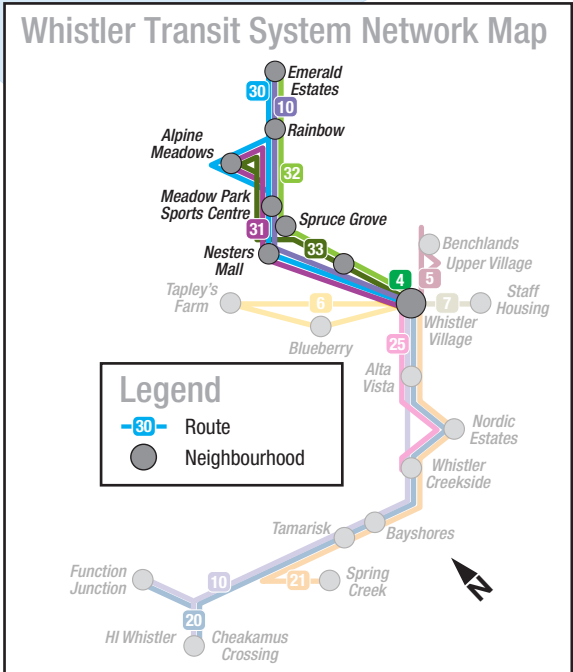 Whistler Transit System Network Map
Emerald
Estates
30
10
Rainbow
Alpine
Meadows
32
Meadow Park
Sports Centre
Spruce Grove
31
33
Nesters
Mall
Benchlands
Upper Village
4
5
Tapley's
Farm
6
7
Staff
Housing
Blueberry
Whistler
Village
25
Alta
Vista
Legend
30 Route
Neighbourhood
Nordic
Estates
Whistler
Creekside
Tamarisk
Bayshores
N
Function
Junction
10
21
Spring
Creek
20
HI Whistler
Cheakamus
Crossing